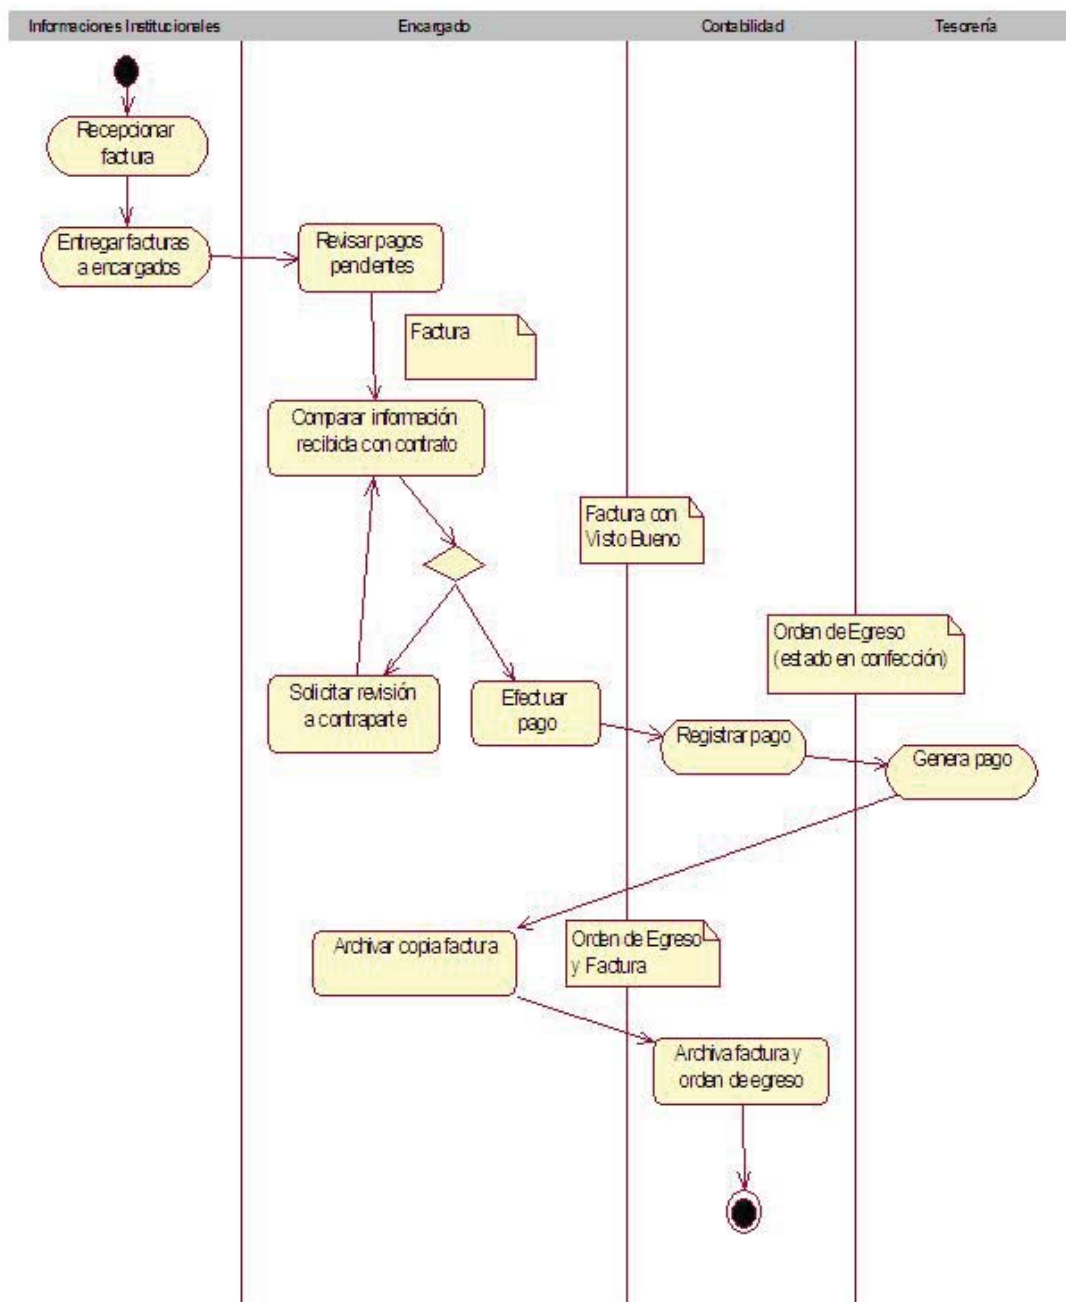 Informaciones Institucionales
Encargado
Contabilidad
Tesorería
Recepcionar
factura
Entregar facturas
a encargados
Revisar pagos
pendientes
Factura
Comparar información
recibida con contrato
Factura con
Visto Bueno
Orden de Egreso
(estado en confección)
Solicitar revisión
a contraparte
Efectuar
pago
Registrar pago
Genera pago
Archivar copia factura
Orden de Egreso
y Factura
Archiva factura y
orden de egreso